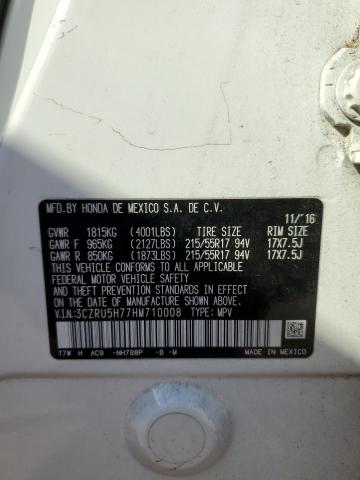 MFD.BY HONDA DE MEXICO S.A. DE C.V.
11/'16
GVWR 1815KG (4001LBS) TIRE SIZE RIM SIZE
GAWR F 965KG (2127LBS) 215/55R17 94V 17X7.5J
GAWR R 850KG (1873LBS) 215/55R17 94V 17X7.5J
THIS VEHICLE CONFORMS TO ALL APPLICABLE
FEDERAL MOTOR VEHICLE SAFETY, BUMPER, AND
THEFT PREVENTION STANDARDS IN EFFECT ON THE
DATE OF MANUFACTURE SHOWN ABOVE.
V.I.N.:3CZRU5H77HM710008 TYPE: MPV
T7W H AC9 -NH788P -B -M
MADE IN MEXICO